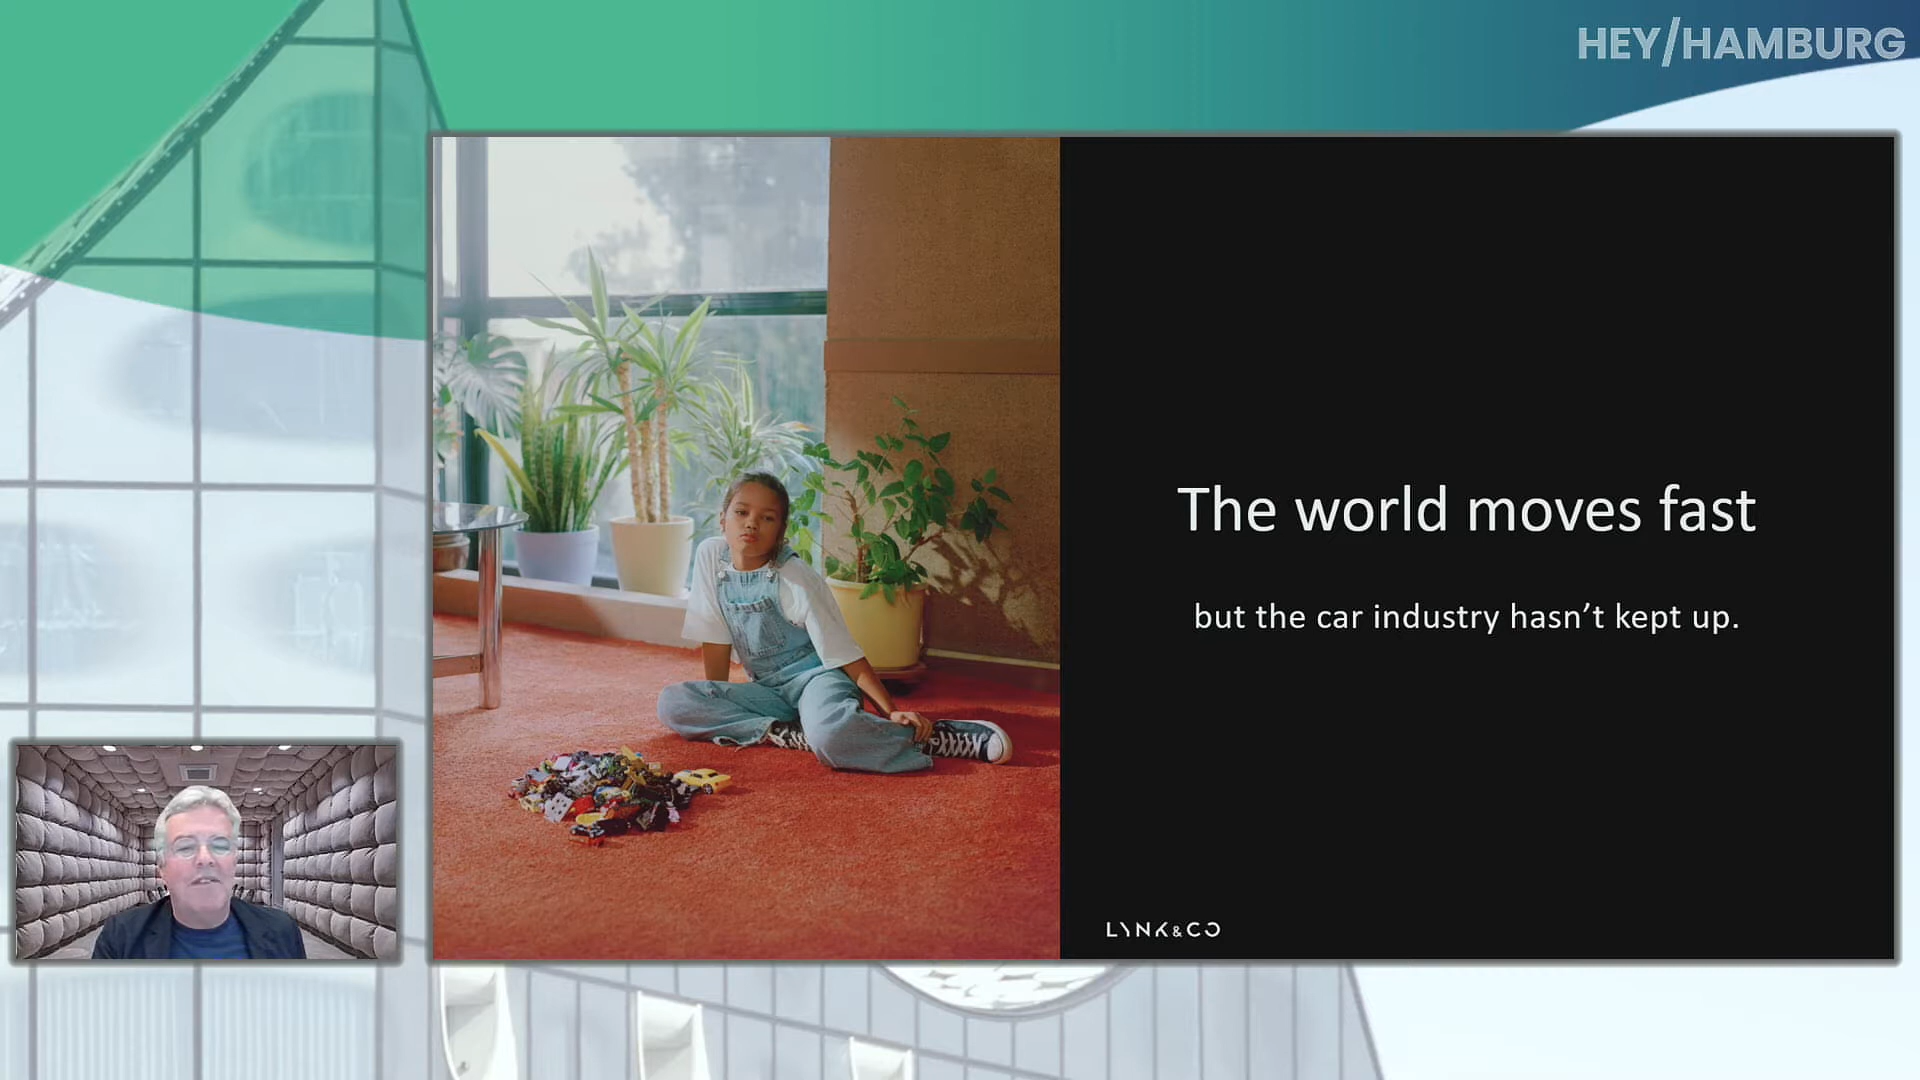 HEY/HAMBURG
The world moves fast
but the car industry hasn’t kept up.
LYNK&CO